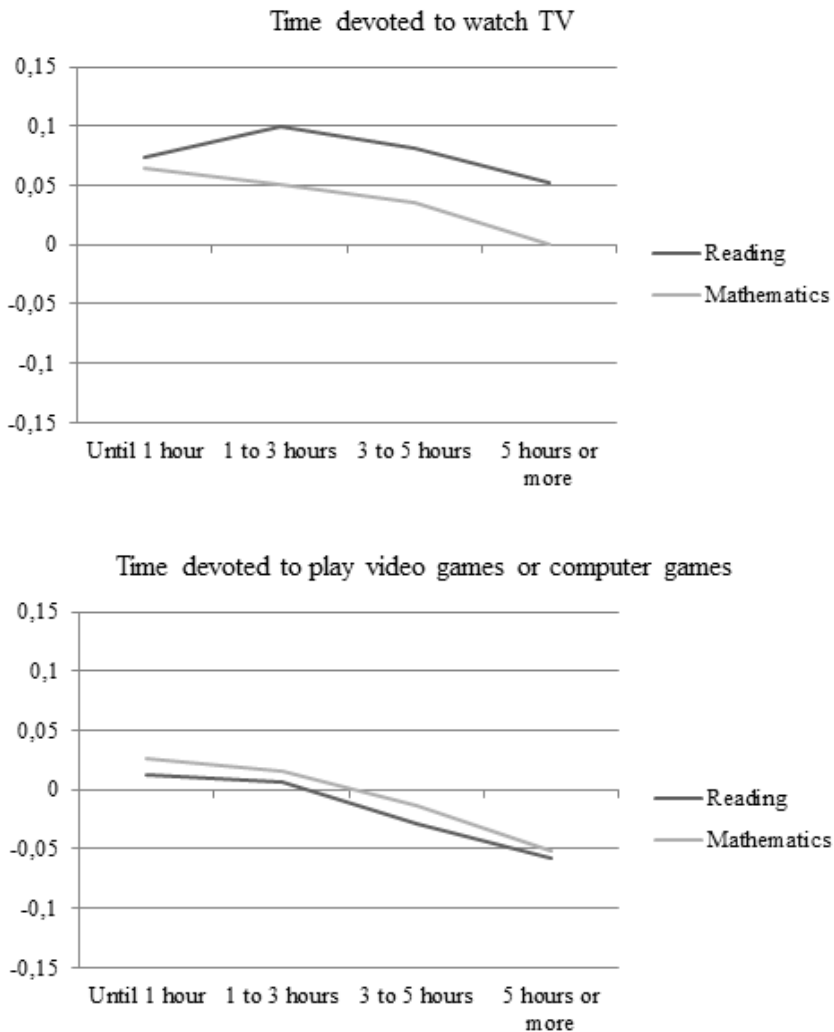 Time devoted to watch TV
0,15
0,1
0,05
0
-0,05
-0,1
-0,15
Reading
Mathematics
Until 1 hour 1 to 3 hours 3 to 5 hours 5 hours or
more
Time devoted to play video games or computer games
0,15
0,1
0,05
0
-0,05
-0,1
-0,15
Reading
Mathematics
Until 1 hour 1 to 3 hours 3 to 5 hours 5 hours or
more